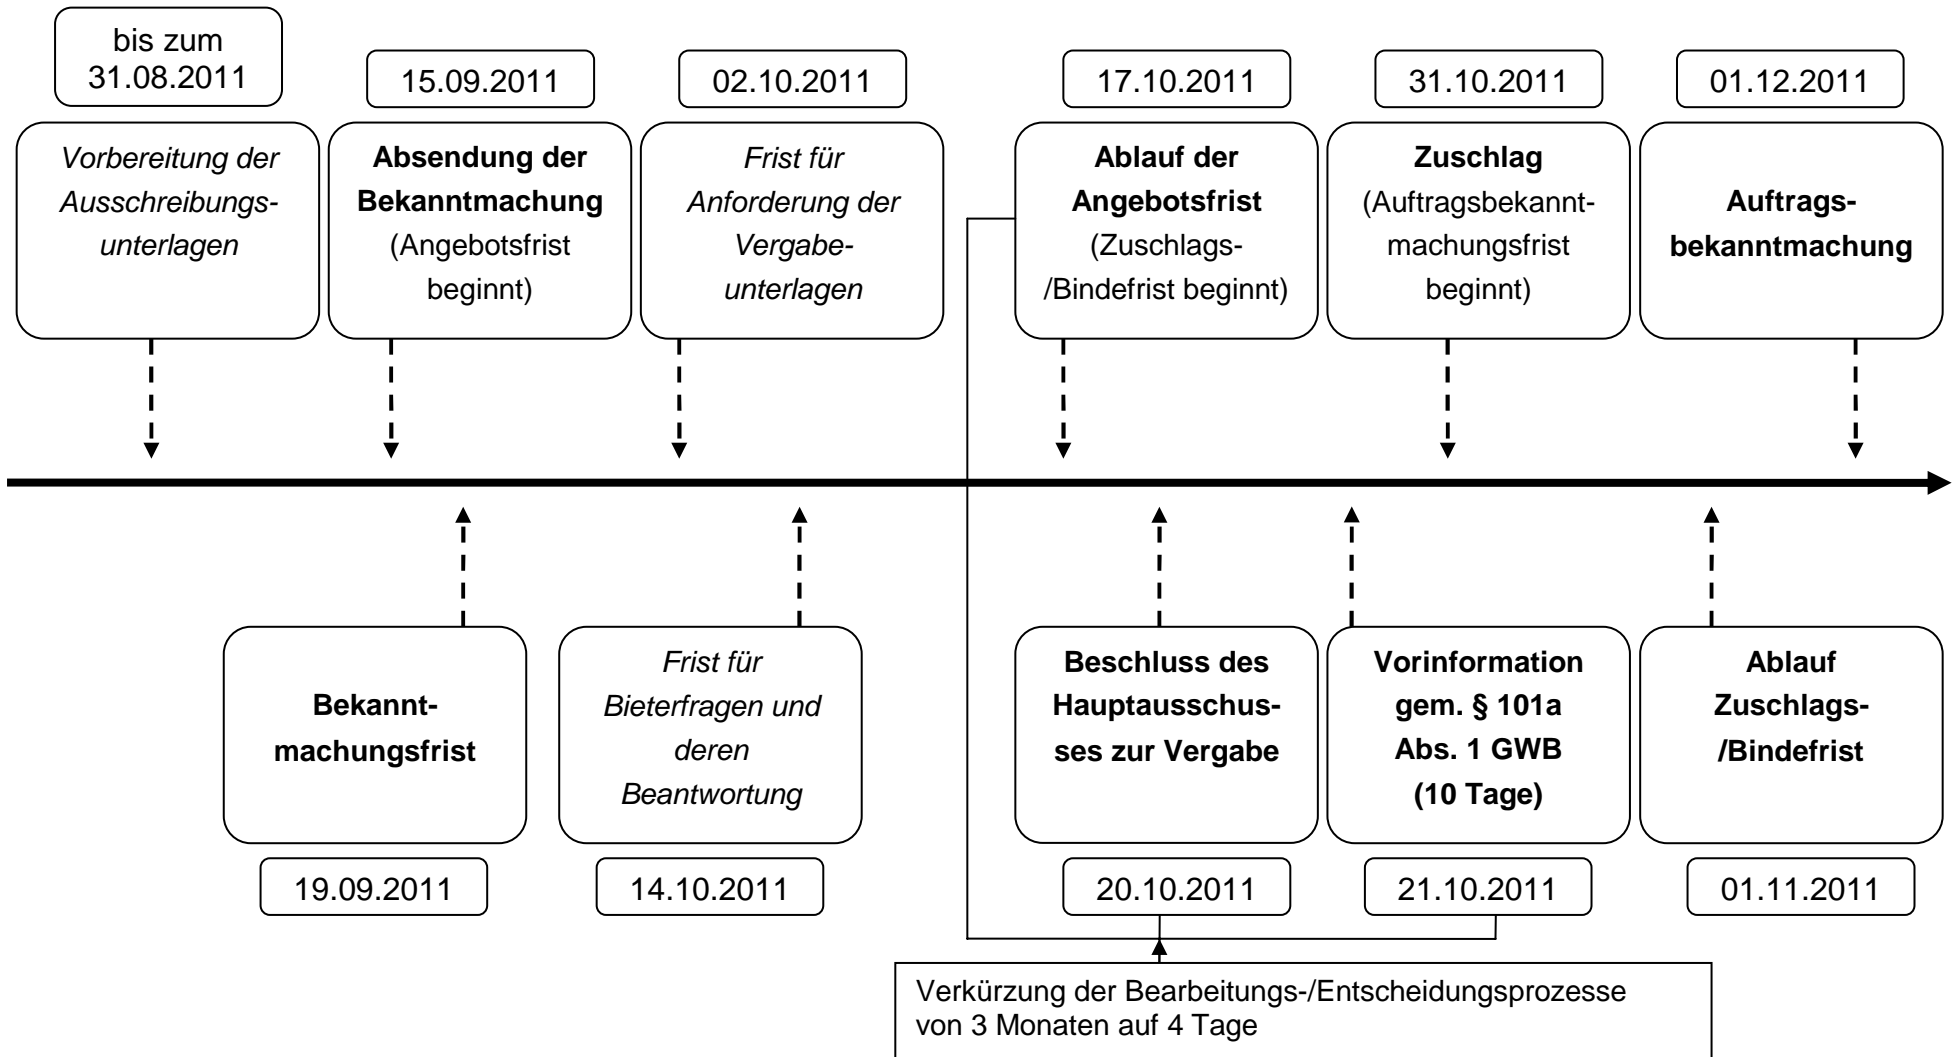 bis zum
31.08.2011
15.09.2011
02.10.2011
17.10.2011
31.10.2011
01.12.2011
Vorbereitung der
Ausschreibungs-
unterlagen
Absendung der
Bekanntmachung
(Angebotsfrist
beginnt)
Frist für
Anforderung der
Vergabe-
unterlagen
Ablauf der
Angebotsfrist
(Zuschlags-
/Bindefrist beginnt)
Zuschlag
(Auftragsbekannt-
machungsfrist
beginnt)
Auftrags-
bekanntmachung
Bekannt-
machungsfrist
Frist für
Bieterfragen und
deren
Beantwortung
Beschluss des
Hauptausschus-
ses zur Vergabe
Vorinformation
gem. § 101a
Abs. 1 GWB
(10 Tage)
Ablauf
Zuschlags-
/Bindefrist
19.09.2011
14.10.2011
20.10.2011
21.10.2011
01.11.2011
Verkürzung der Bearbeitungs-/Entscheidungsprozesse
von 3 Monaten auf 4 Tage